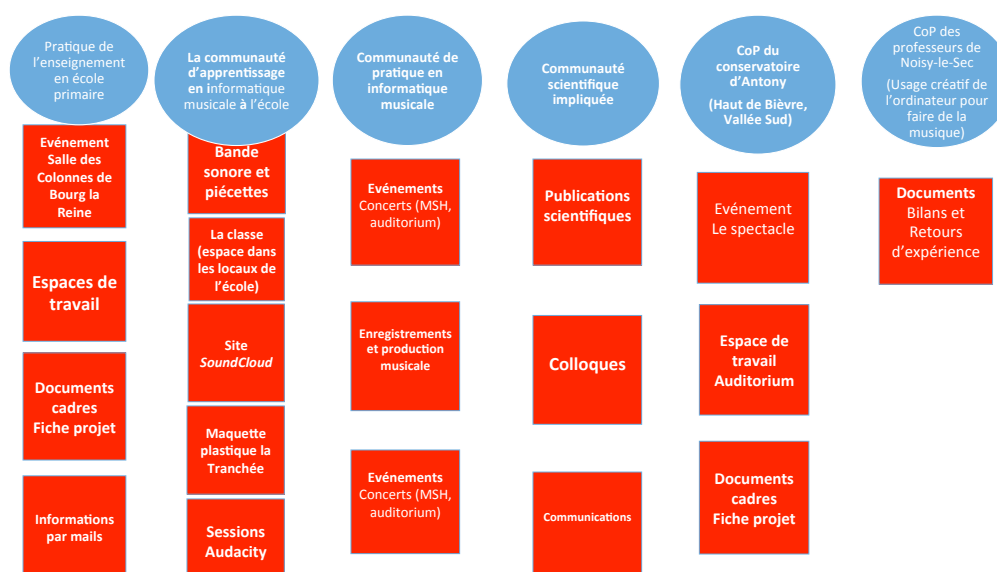 Pratique de
l'enseignement
en école
primaire
Evénement
Salle des
Colonnes de
Bourg la
Reine
Espaces de
travail
Documents
cadres
Fiche projet
Informations
par mails
La communauté
d'apprentissage
en informatique
musicale à l'école
Bande
sonore et
piécettes
La classe
(espace dans
les locaux de
l'école)
Site
SoundCloud
Maquette
plastique la
Tranchée
Sessions
Audacity
Communauté de
pratique en
informatique
musicale
Evénements
Concerts (MSH,
auditorium)
Enregistrements
et production
musicale
Evénements
Concerts (MSH,
auditorium)
Communauté
scientifique
impliquée
Publications
scientifiques
Colloques
Communications
CoP du
conservatoire
d'Antony
(Haut de Bièvre,
Vallée Sud)
Evénement
Le spectacle
Espace de
travail
Auditorium
Documents
cadres
Fiche projet
CoP des
professeurs de
Noisy-le-Sec
(Usage créatif de
l'ordinateur pour
faire de la
musique)
Documents
Bilans et
Retours
d'expérience